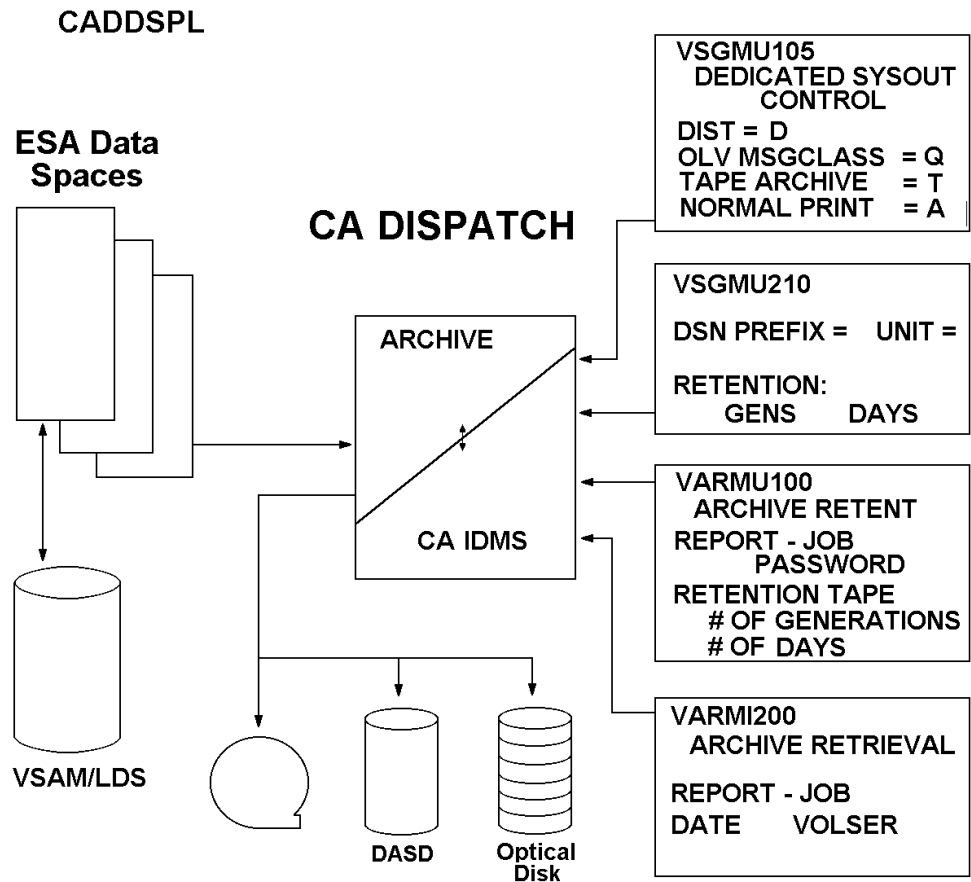 CADDSPL
ESA Data
Spaces
CA DISPATCH
ARCHIVE
CA IDMS
VSAM/LDS
DASD
Optical
Disk
VSGMU105
DEDICATED SYSOUT
CONTROL
DIST = D
OLV MSGCLASS = Q
TAPE ARCHIVE = T
NORMAL PRINT = A
VSGMU210
DSN PREFIX = UNIT =
RETENTION:
GENS DAYS
VARMU100
ARCHIVE RETENT
REPORT - JOB
PASSWORD
RETENTION TAPE
# OF GENERATIONS
# OF DAYS
VARMI200
ARCHIVE RETRIEVAL
REPORT - JOB
DATE VOLSER